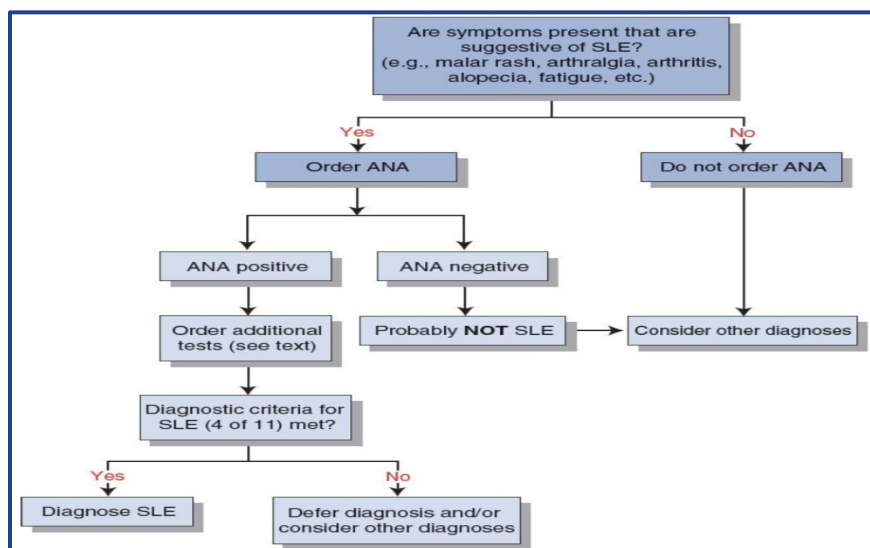 Are symptoms present that are
suggestive of SLE?
(e.g., malar rash, arthralgia, arthritis,
alopecia, fatigue, etc.)
Yes
No
Order ANA
Do not order ANA
ANA positive
ANA negative
Order additional
tests (see text)
Probably NOT SLE
Consider other diagnoses
Diagnostic criteria for
SLE (4 of 11) met?
Yes
No
Diagnose SLE
Defer diagnosis and/or
consider other diagnoses